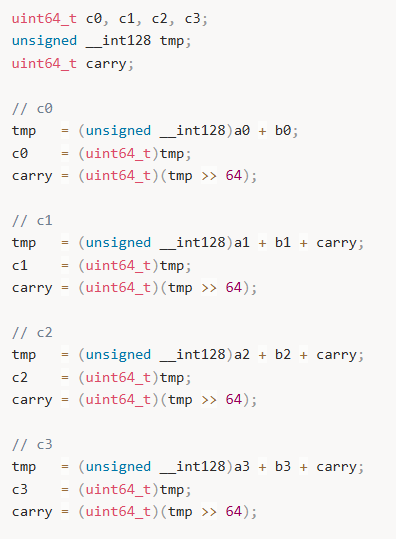 uint64_t c0, c1, c2, c3;
unsigned __int128 tmp;
uint64_t carry;

// c0
tmp   = (unsigned __int128)a0 + b0;
c0    = (uint64_t)tmp;
carry = (uint64_t)(tmp >> 64);

// c1
tmp   = (unsigned __int128)a1 + b1 + carry;
c1    = (uint64_t)tmp;
carry = (uint64_t)(tmp >> 64);

// c2
tmp   = (unsigned __int128)a2 + b2 + carry;
c2    = (uint64_t)tmp;
carry = (uint64_t)(tmp >> 64);

// c3
tmp   = (unsigned __int128)a3 + b3 + carry;
c3    = (uint64_t)tmp;
carry = (uint64_t)(tmp >> 64);